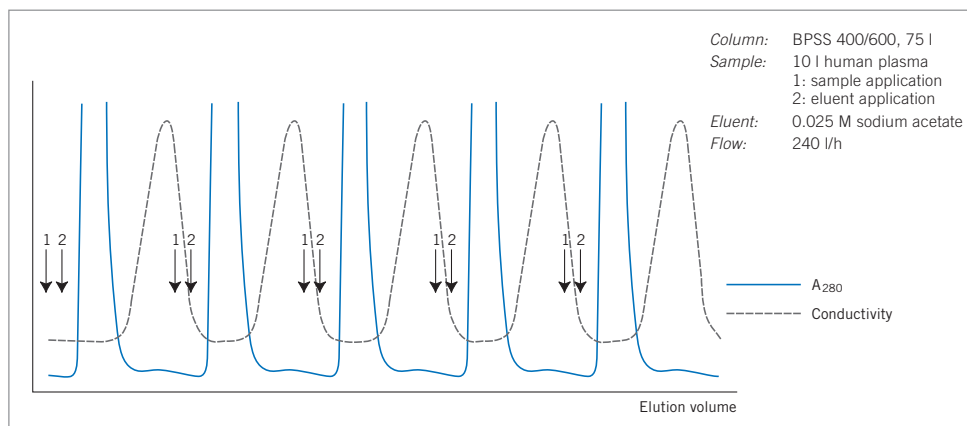 Column: BPSS 400/600, 75 l
Sample: 10 l human plasma
1: sample application
2: eluent application
Eluent: 0.025 M sodium acetate
Flow: 240 l/h
1 2 1 2 1 2 1 2 1 2
A280
Conductivity
Elution volume